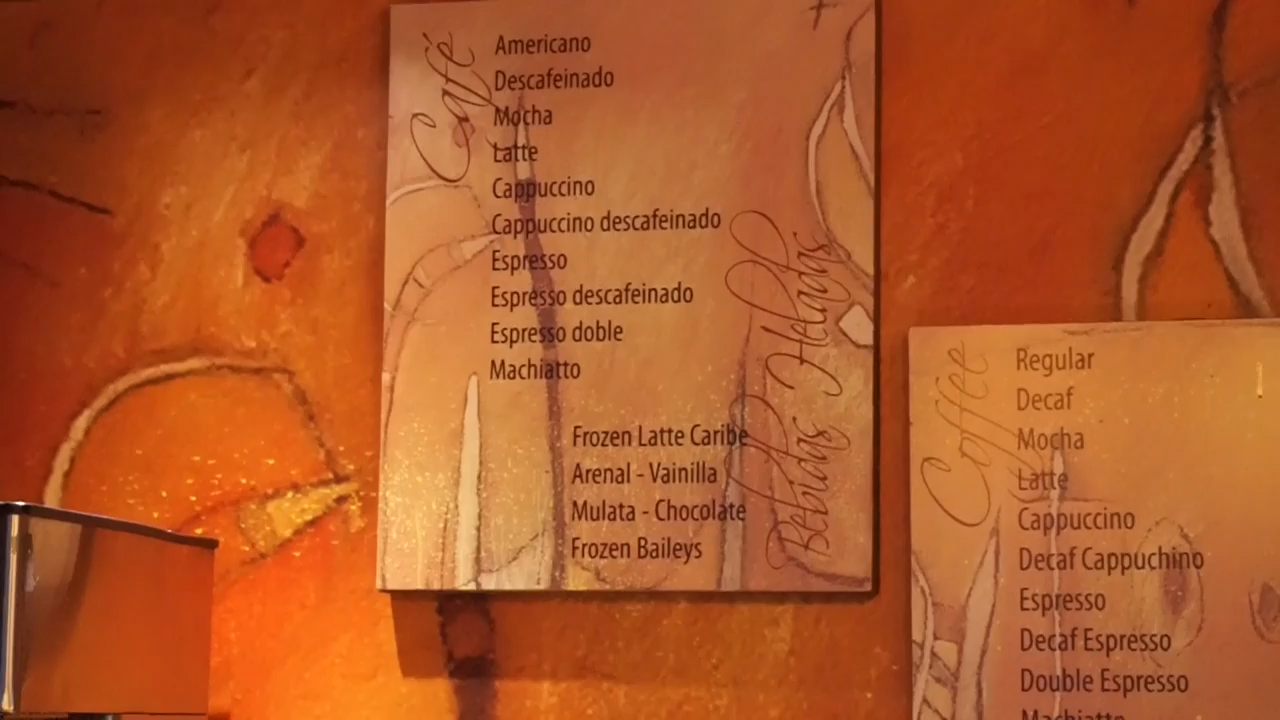 Café
Americano
Descafeinado
Mocha
Latte
Cappuccino
Cappuccino descafeinado
Espresso
Espresso descafeinado
Espresso doble
Machiatto
Bebidas Heladas
Frozen Latte Caribe
Arenal - Vainilla
Mulata - Chocolate
Frozen Baileys
Coffee
Regular
Decaf
Mocha
Latte
Cappuccino
Decaf Cappuchino
Espresso
Decaf Espresso
Double Espresso
Machiatto